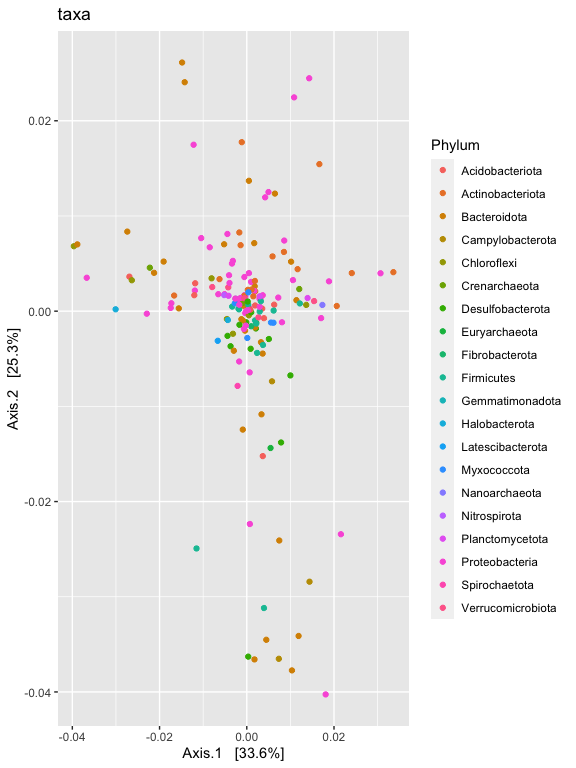 taxa
0.02
0.00
-0.02
-0.04
Axis.2 [25.3%]
-0.04
-0.02
0.00
0.02
Axis.1 [33.6%]
Phylum
Acidobacteriota
Actinobacteriota
Bacteroidota
Campylobacterota
Chloroflexi
Crenarchaeota
Desulfobacterota
Euryarchaeota
Fibrobacterota
Firmicutes
Gemmatimonadota
Halobacterota
Latescibacterota
Myxococcota
Nanoarchaeota
Nitrospirota
Planctomycetota
Proteobacteria
Spirochaetota
Verrucomicrobiota